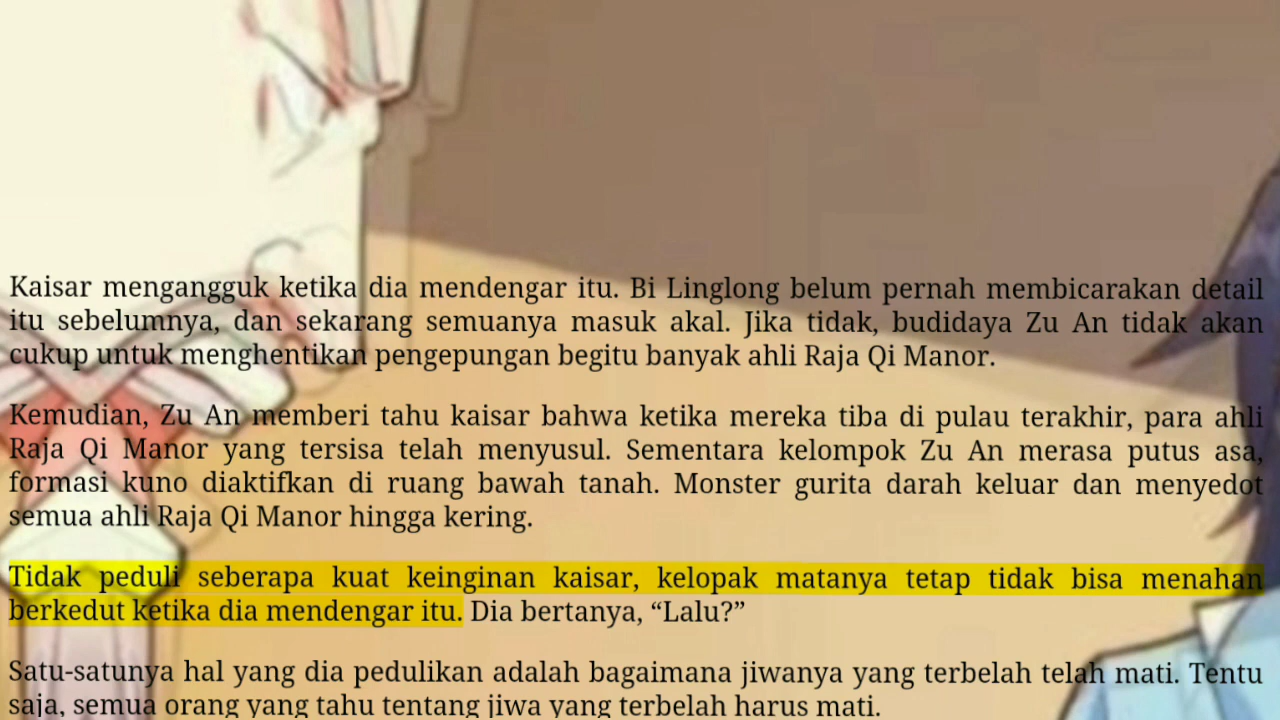 Kaisar mengangguk ketika dia mendengar itu. Bi Linglong belum pernah membicarakan detail
itu sebelumnya, dan sekarang semuanya masuk akal. Jika tidak, budidaya Zu An tidak akan
cukup untuk menghentikan pengepungan begitu banyak ahli Raja Qi Manor.
Kemudian, Zu An memberi tahu kaisar bahwa ketika mereka tiba di pulau terakhir, para ahli
Raja Qi Manor yang tersisa telah menyusul. Sementara kelompok Zu An merasa putus asa,
formasi kuno diaktifkan di ruang bawah tanah. Monster gurita darah keluar dan menyedot
semua ahli Raja Qi Manor hingga kering.
Tidak peduli seberapa kuat keinginan kaisar, kelopak matanya tetap tidak bisa menahan
berkedut ketika dia mendengar itu. Dia bertanya, “Lalu?”
Satu-satunya hal yang dia pedulikan adalah bagaimana jiwanya yang terbelah telah mati. Tentu
saja, semua orang yang tahu tentang jiwa yang terbelah harus mati.